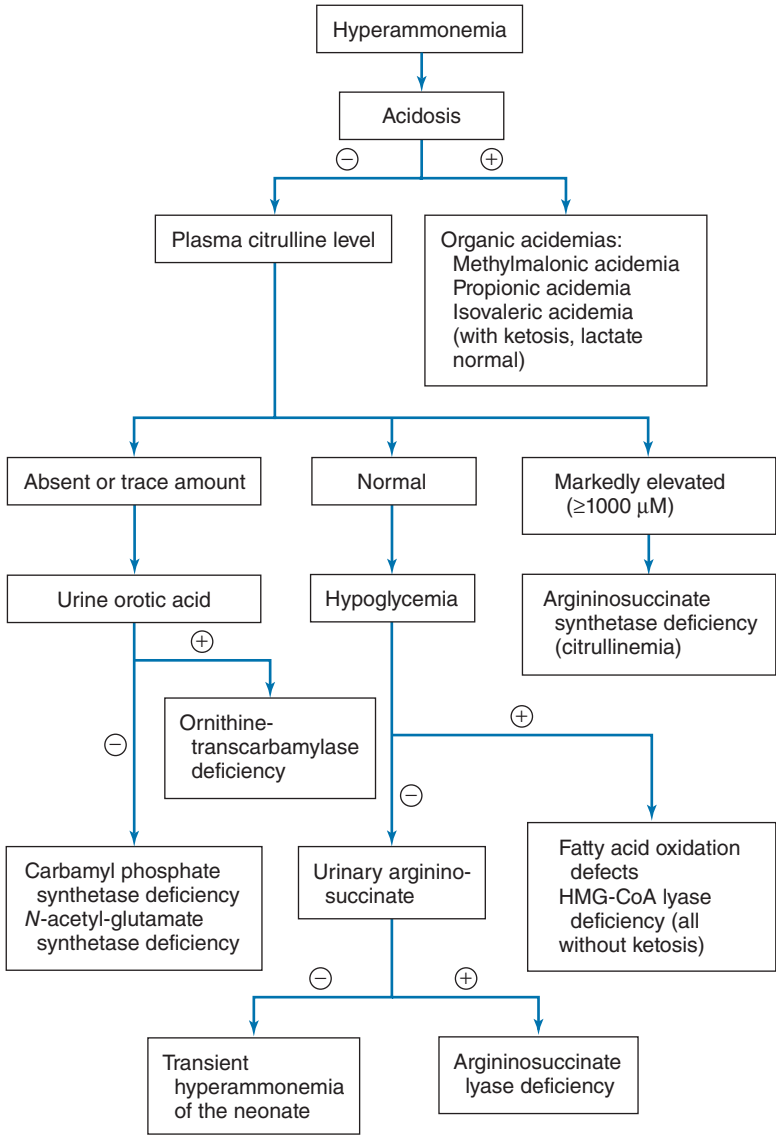 Hyperammonemia
Acidosis
⊖
⊕
Plasma citrulline level
Organic acidemias:
Methylmalonic acidemia
Propionic acidemia
Isovaleric acidemia
(with ketosis, lactate
normal)
Absent or trace amount
Normal
Markedly elevated
(≥1000 μM)
Urine orotic acid
Hypoglycemia
Argininosuccinate
synthetase deficiency
(citrullinemia)
⊕
Ornithine-
transcarbamylase
deficiency
⊖
⊕
⊖
Carbamyl phosphate
synthetase deficiency
N-acetyl-glutamate
synthetase deficiency
Urinary arginino-
succinate
Fatty acid oxidation
defects
HMG-CoA lyase
deficiency (all
without ketosis)
⊖
⊕
Transient
hyperammonemia
of the neonate
Argininosuccinate
lyase deficiency